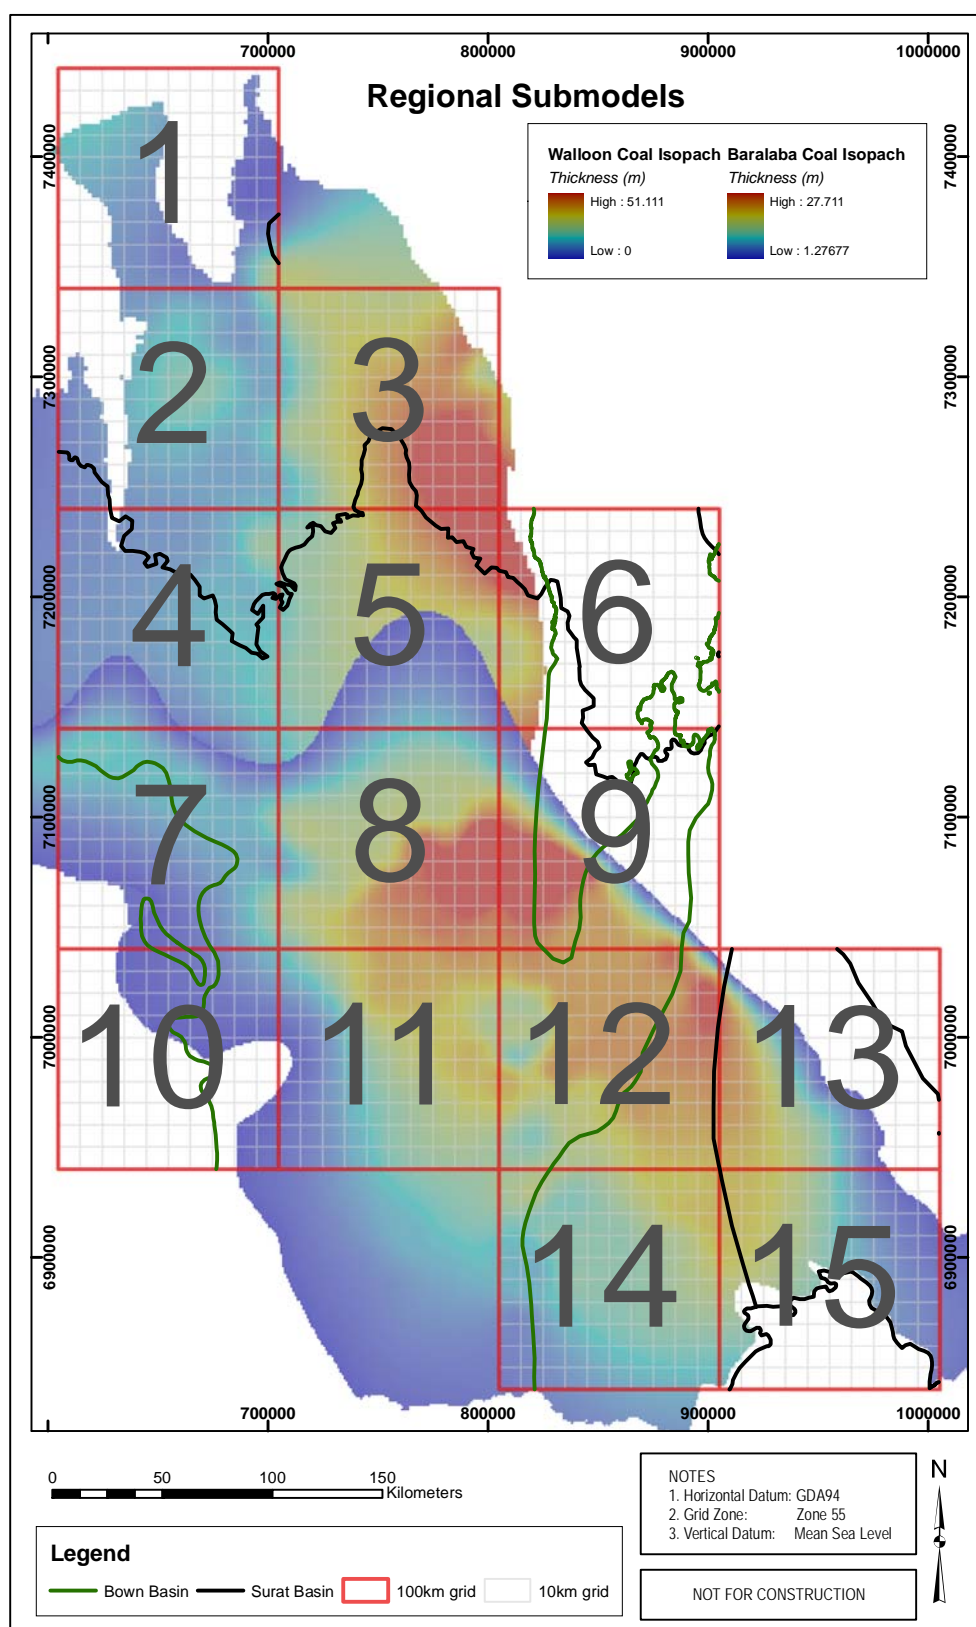 700000 800000 900000 1000000
Regional Submodels
Walloon Coal Isopach Baralaba Coal Isopach
Thickness (m) Thickness (m)
High : 51.111 High : 27.711
Low : 0 Low : 1.27677
7400000 7400000
1
7300000 7300000
2 3
7200000 7200000
4 5 6
7100000 7100000
7 8 9
7000000 7000000
10 11 12 13
6900000 6900000
14 15
700000 800000 900000 1000000
0 50 100 150
Kilometers
NOTES
1. Horizontal Datum: GDA94
2. Grid Zone: Zone 55
3. Vertical Datum: Mean Sea Level
N
Legend
Bown Basin Surat Basin 100km grid 10km grid
NOT FOR CONSTRUCTION